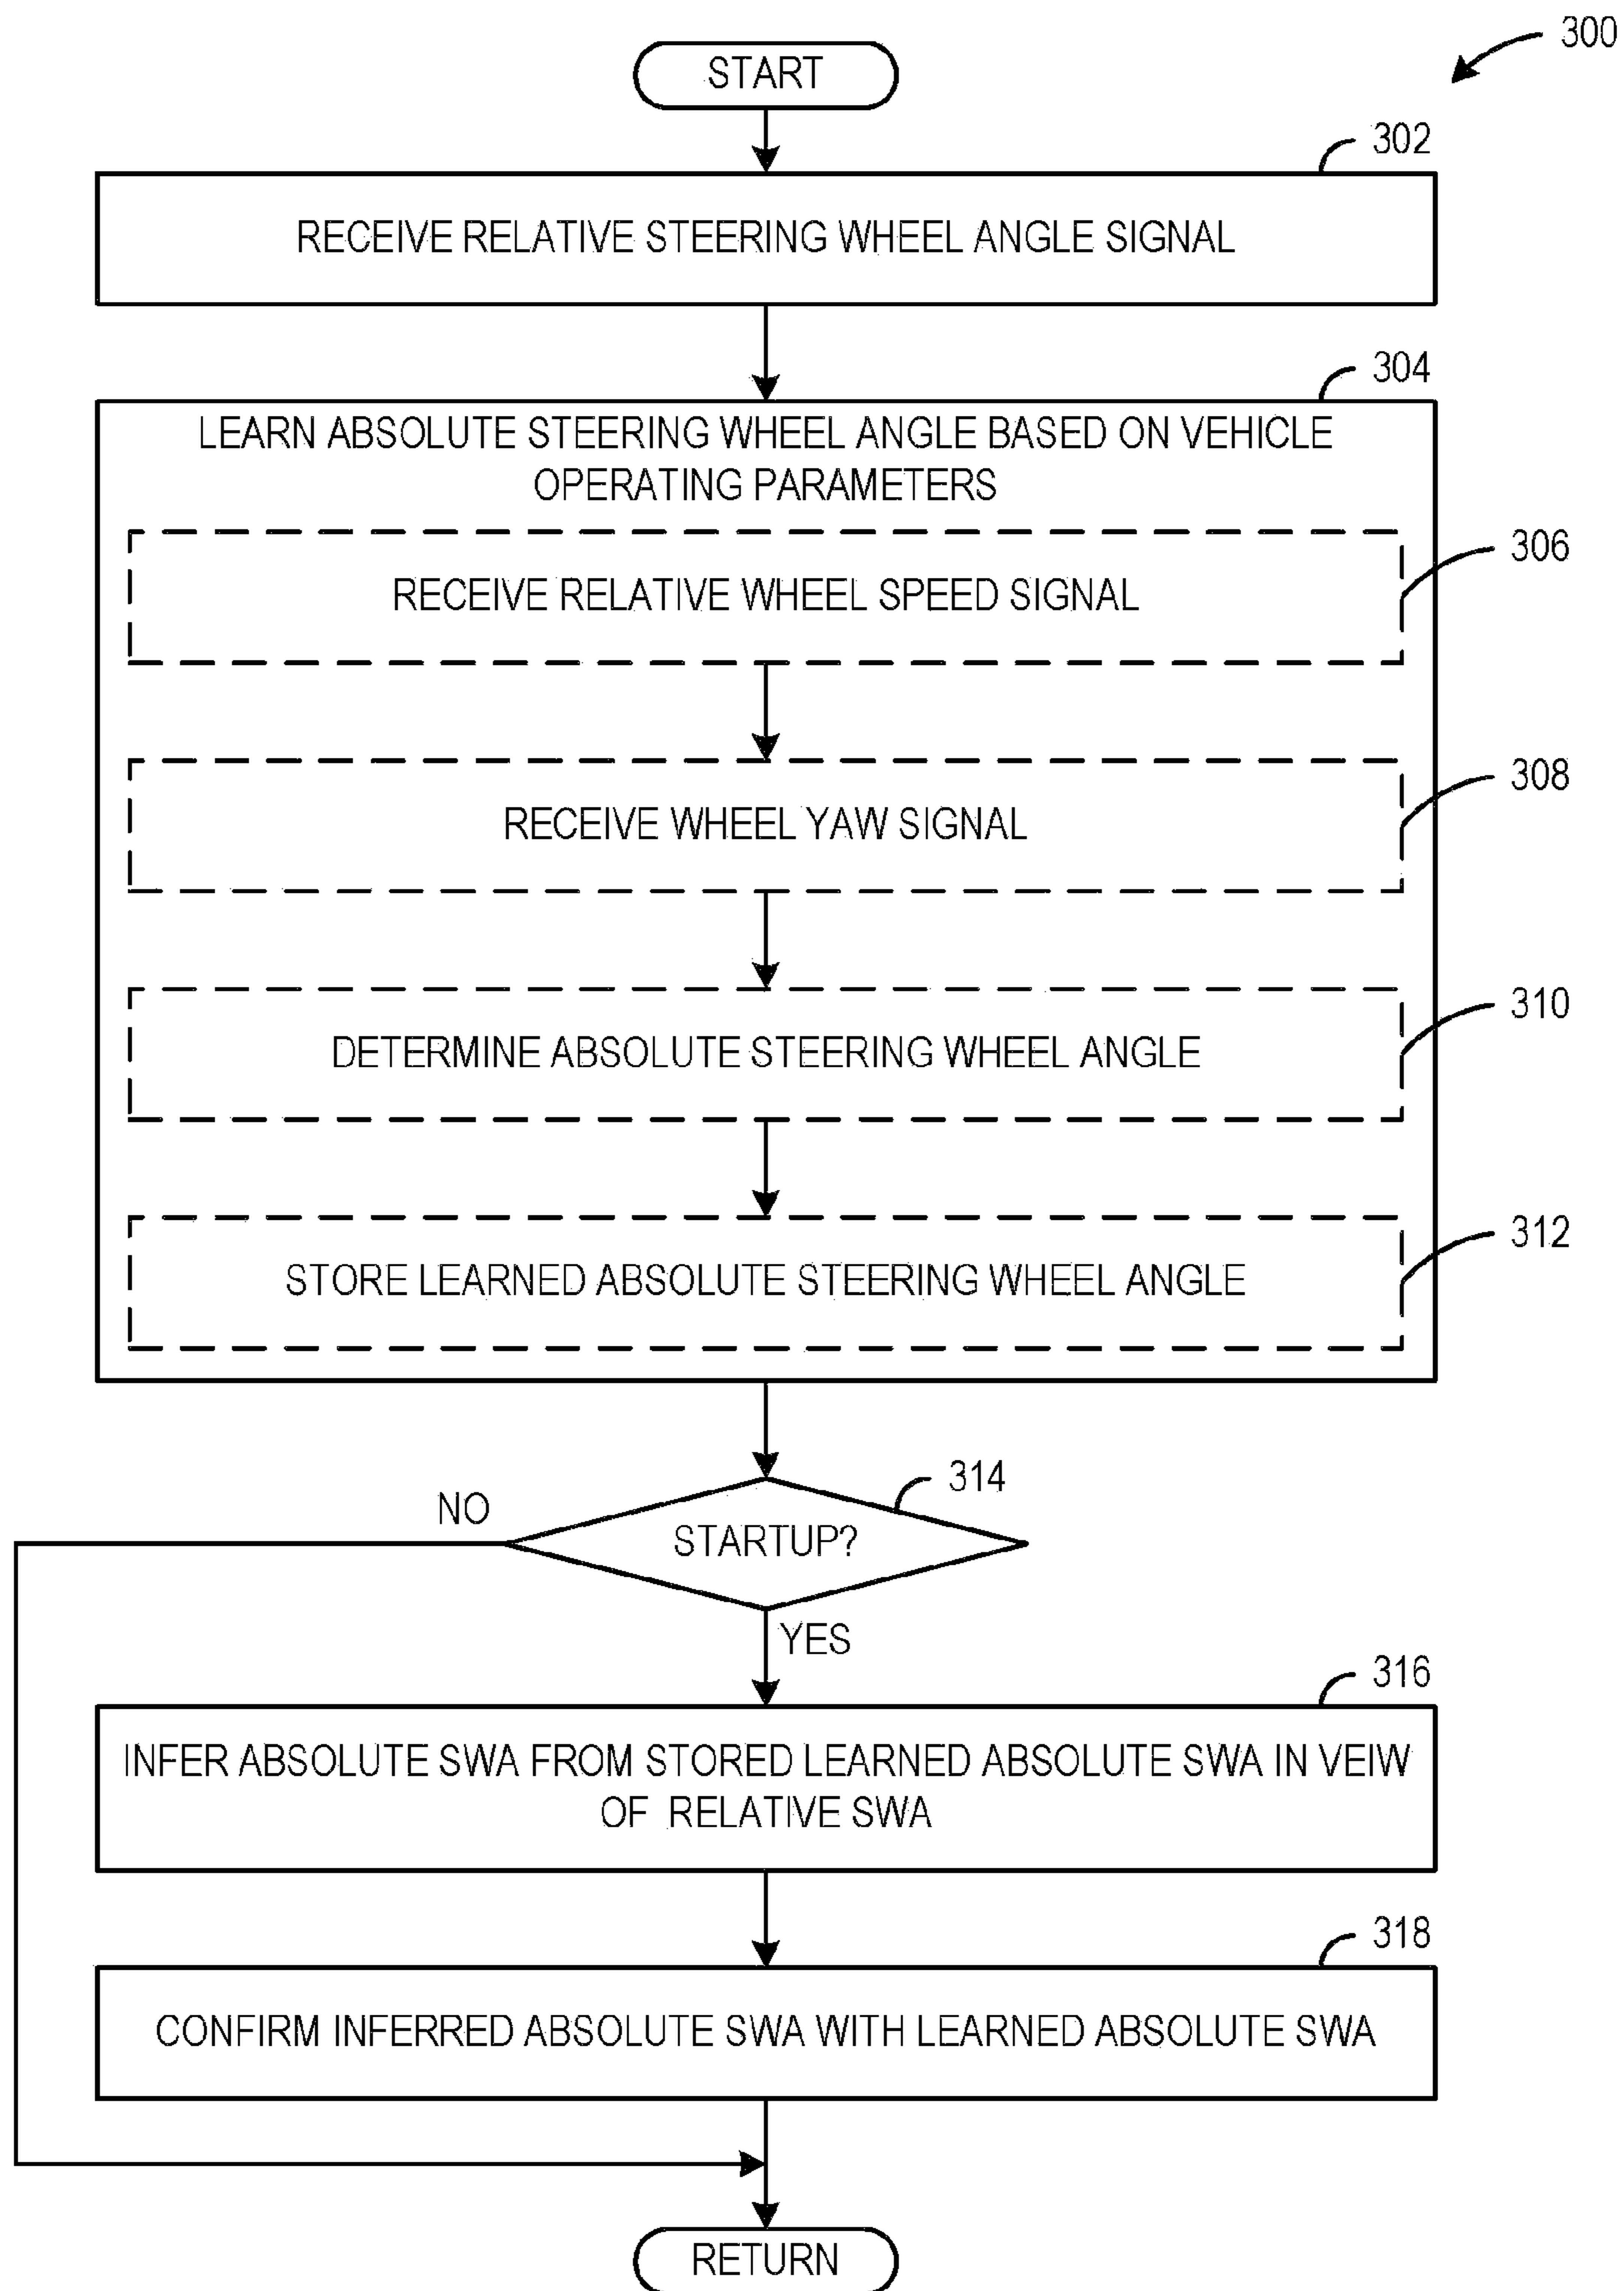 300
START
302
RECEIVE RELATIVE STEERING WHEEL ANGLE SIGNAL
304
LEARN ABSOLUTE STEERING WHEEL ANGLE BASED ON VEHICLE
OPERATING PARAMETERS
306
RECEIVE RELATIVE WHEEL SPEED SIGNAL
308
RECEIVE WHEEL YAW SIGNAL
310
DETERMINE ABSOLUTE STEERING WHEEL ANGLE
312
STORE LEARNED ABSOLUTE STEERING WHEEL ANGLE
314
NO
STARTUP?
YES
316
INFER ABSOLUTE SWA FROM STORED LEARNED ABSOLUTE SWA IN VEIW
OF RELATIVE SWA
318
CONFIRM INFERRED ABSOLUTE SWA WITH LEARNED ABSOLUTE SWA
RETURN